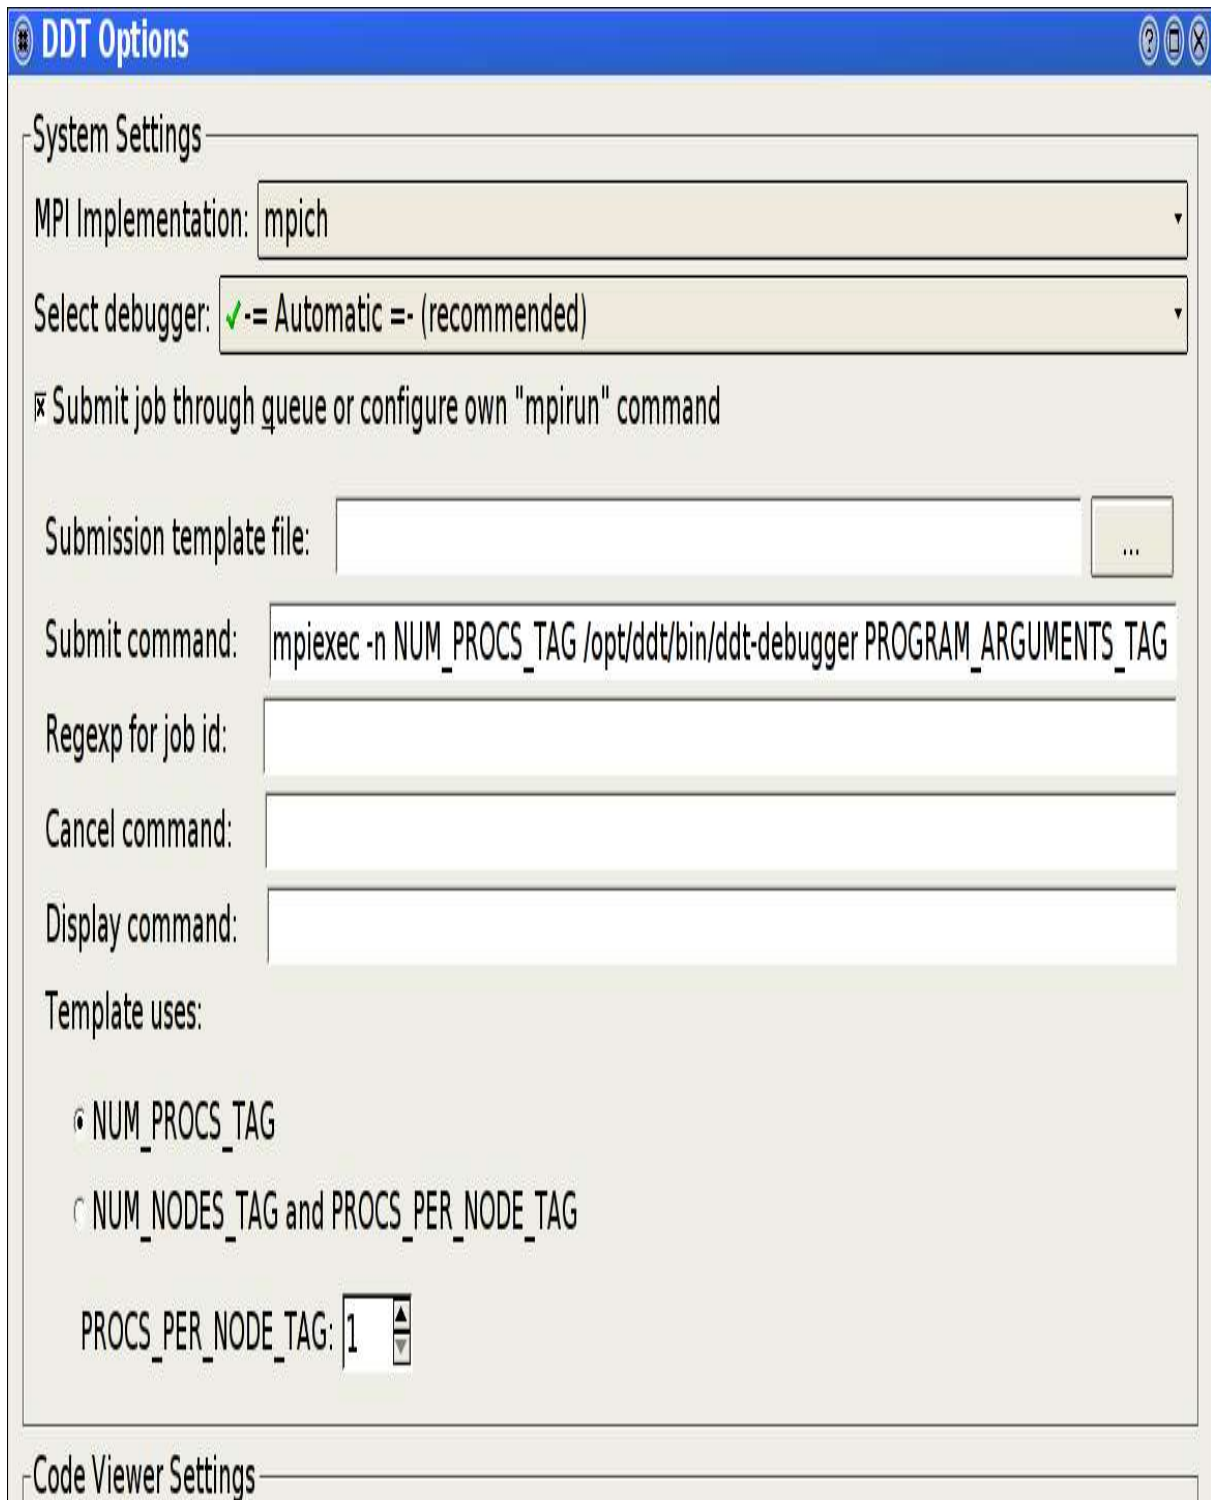 DDT Options
System Settings
MPI Implementation: mpich
Select debugger: -= Automatic =- (recommended)
Submit job through queue or configure own "mpirun" command
Submission template file: ...
Submit command: mpiexec -n NUM_PROCS_TAG /opt/ddt/bin/ddt-debugger PROGRAM_ARGUMENTS_TAG
Regexp for job id:
Cancel command:
Display command:
Template uses:
NUM_PROCS_TAG
NUM_NODES_TAG and PROCS_PER_NODE_TAG
PROCS_PER_NODE_TAG: 1
Code Viewer Settings